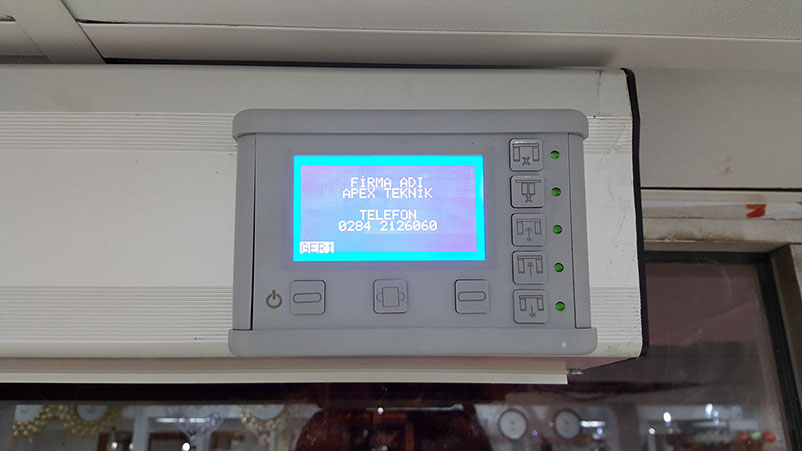 FİRMA ADI
APEX TEKNİK
TELEFON
0284 2126060
GERİ